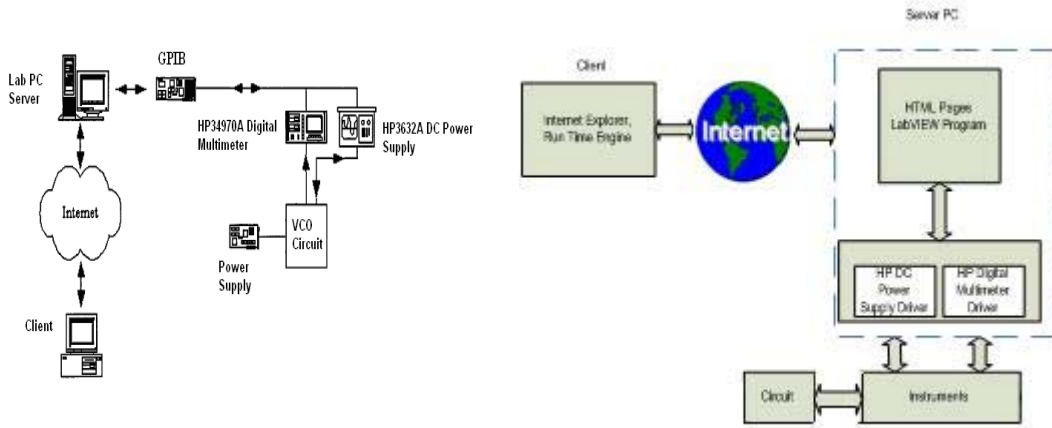 GPIB
Lab PC
Server
HP34970A Digital
Multimeter
HP3632A DC Power
Supply
Internet
VCO
Circuit
Power
Supply
Client
Server PC
Client
Internet Explorer,
Run Time Engine
Internet
HTML Pages
LabVIEW Program
HP DC
Power
Supply Driver
HP Digital
Multimeter
Driver
Circuit
Instruments